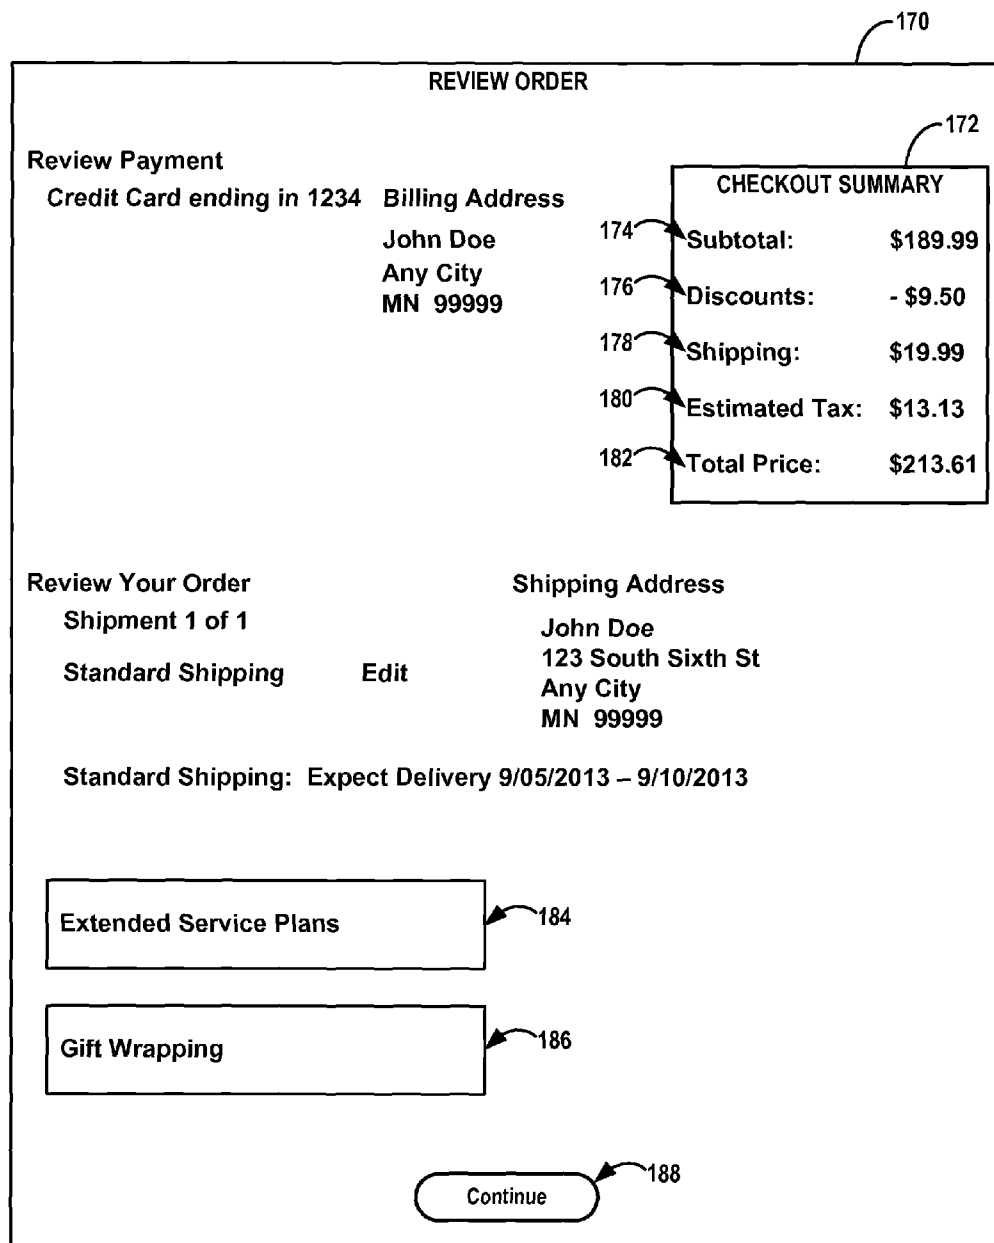 170
REVIEW ORDER
172
Review Payment
Credit Card ending in 1234 Billing Address
John Doe
Any City
MN 99999
CHECKOUT SUMMARY
174 Subtotal: $189.99
176 Discounts: - $9.50
178 Shipping: $19.99
180 Estimated Tax: $13.13
182 Total Price: $213.61
Review Your Order
Shipment 1 of 1
Standard Shipping Edit
Shipping Address
John Doe
123 South Sixth St
Any City
MN 99999
Standard Shipping: Expect Delivery 9/05/2013 – 9/10/2013
Extended Service Plans 184
Gift Wrapping 186
Continue 188